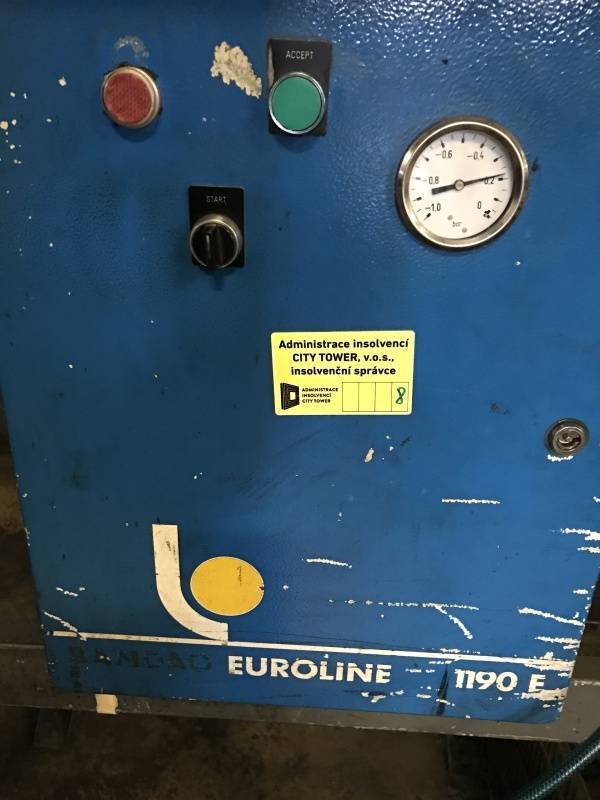 ACCEPT
-0.6 -0.4
-0.8 -0.2
-1.0 0
bar
START
Administrace insolvencí
CITY TOWER, v.o.s.,
insolvenční správce
ADMINISTRACE
INSOLVENCÍ
CITY TOWER
8
EUROLINE 1190 E